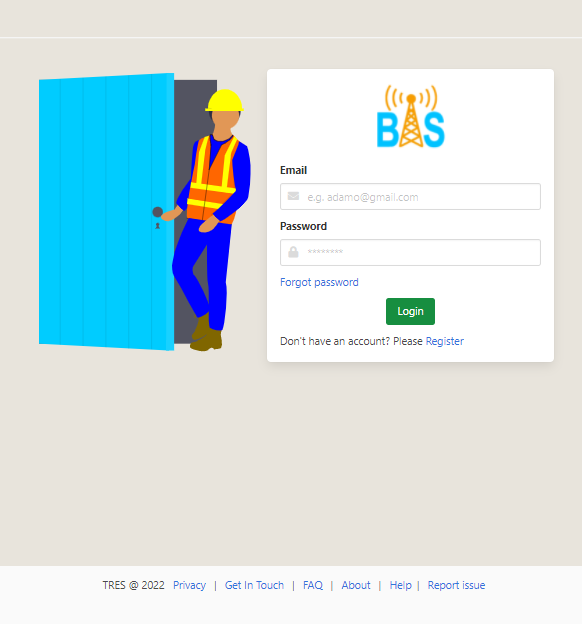 BTS
Email
e.g. adamo@gmail.com
Password
********
Forgot password
Login
Don't have an account? Please Register
TRES @ 2022 Privacy | Get In Touch | FAQ | About | Help | Report issue